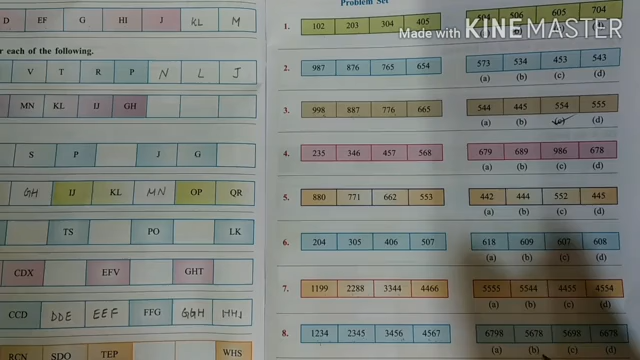 D EF G HI J KL M
r each of the following.
V T R P N L J
MN KL IJ GH
S P J G
GH IJ KL MN OP QR
TS PO LK
CDX EFV GHT
CCD DDE EEF FFG GGH HHI
RCN SDO TEP WHS
Problem Set
Made with KINEMASTER
1. 102 203 304 405 504 506 605 704
2. 987 876 765 654 573 534 453 543
(a) (b) (c) (d)
3. 998 887 776 665 544 445 554 555
(a) (b) (c) (d)
4. 235 346 457 568 679 689 986 678
(a) (b) (c) (d)
5. 880 771 662 553 442 444 552 445
(a) (b) (c) (d)
6. 204 305 406 507 618 609 607 608
(a) (b) (c) (d)
7. 1199 2288 3344 4466 5555 5544 4455 4554
(a) (b) (c) (d)
8. 1234 2345 3456 4567 6798 5678 5698 6678
(a) (b) (c) (d)